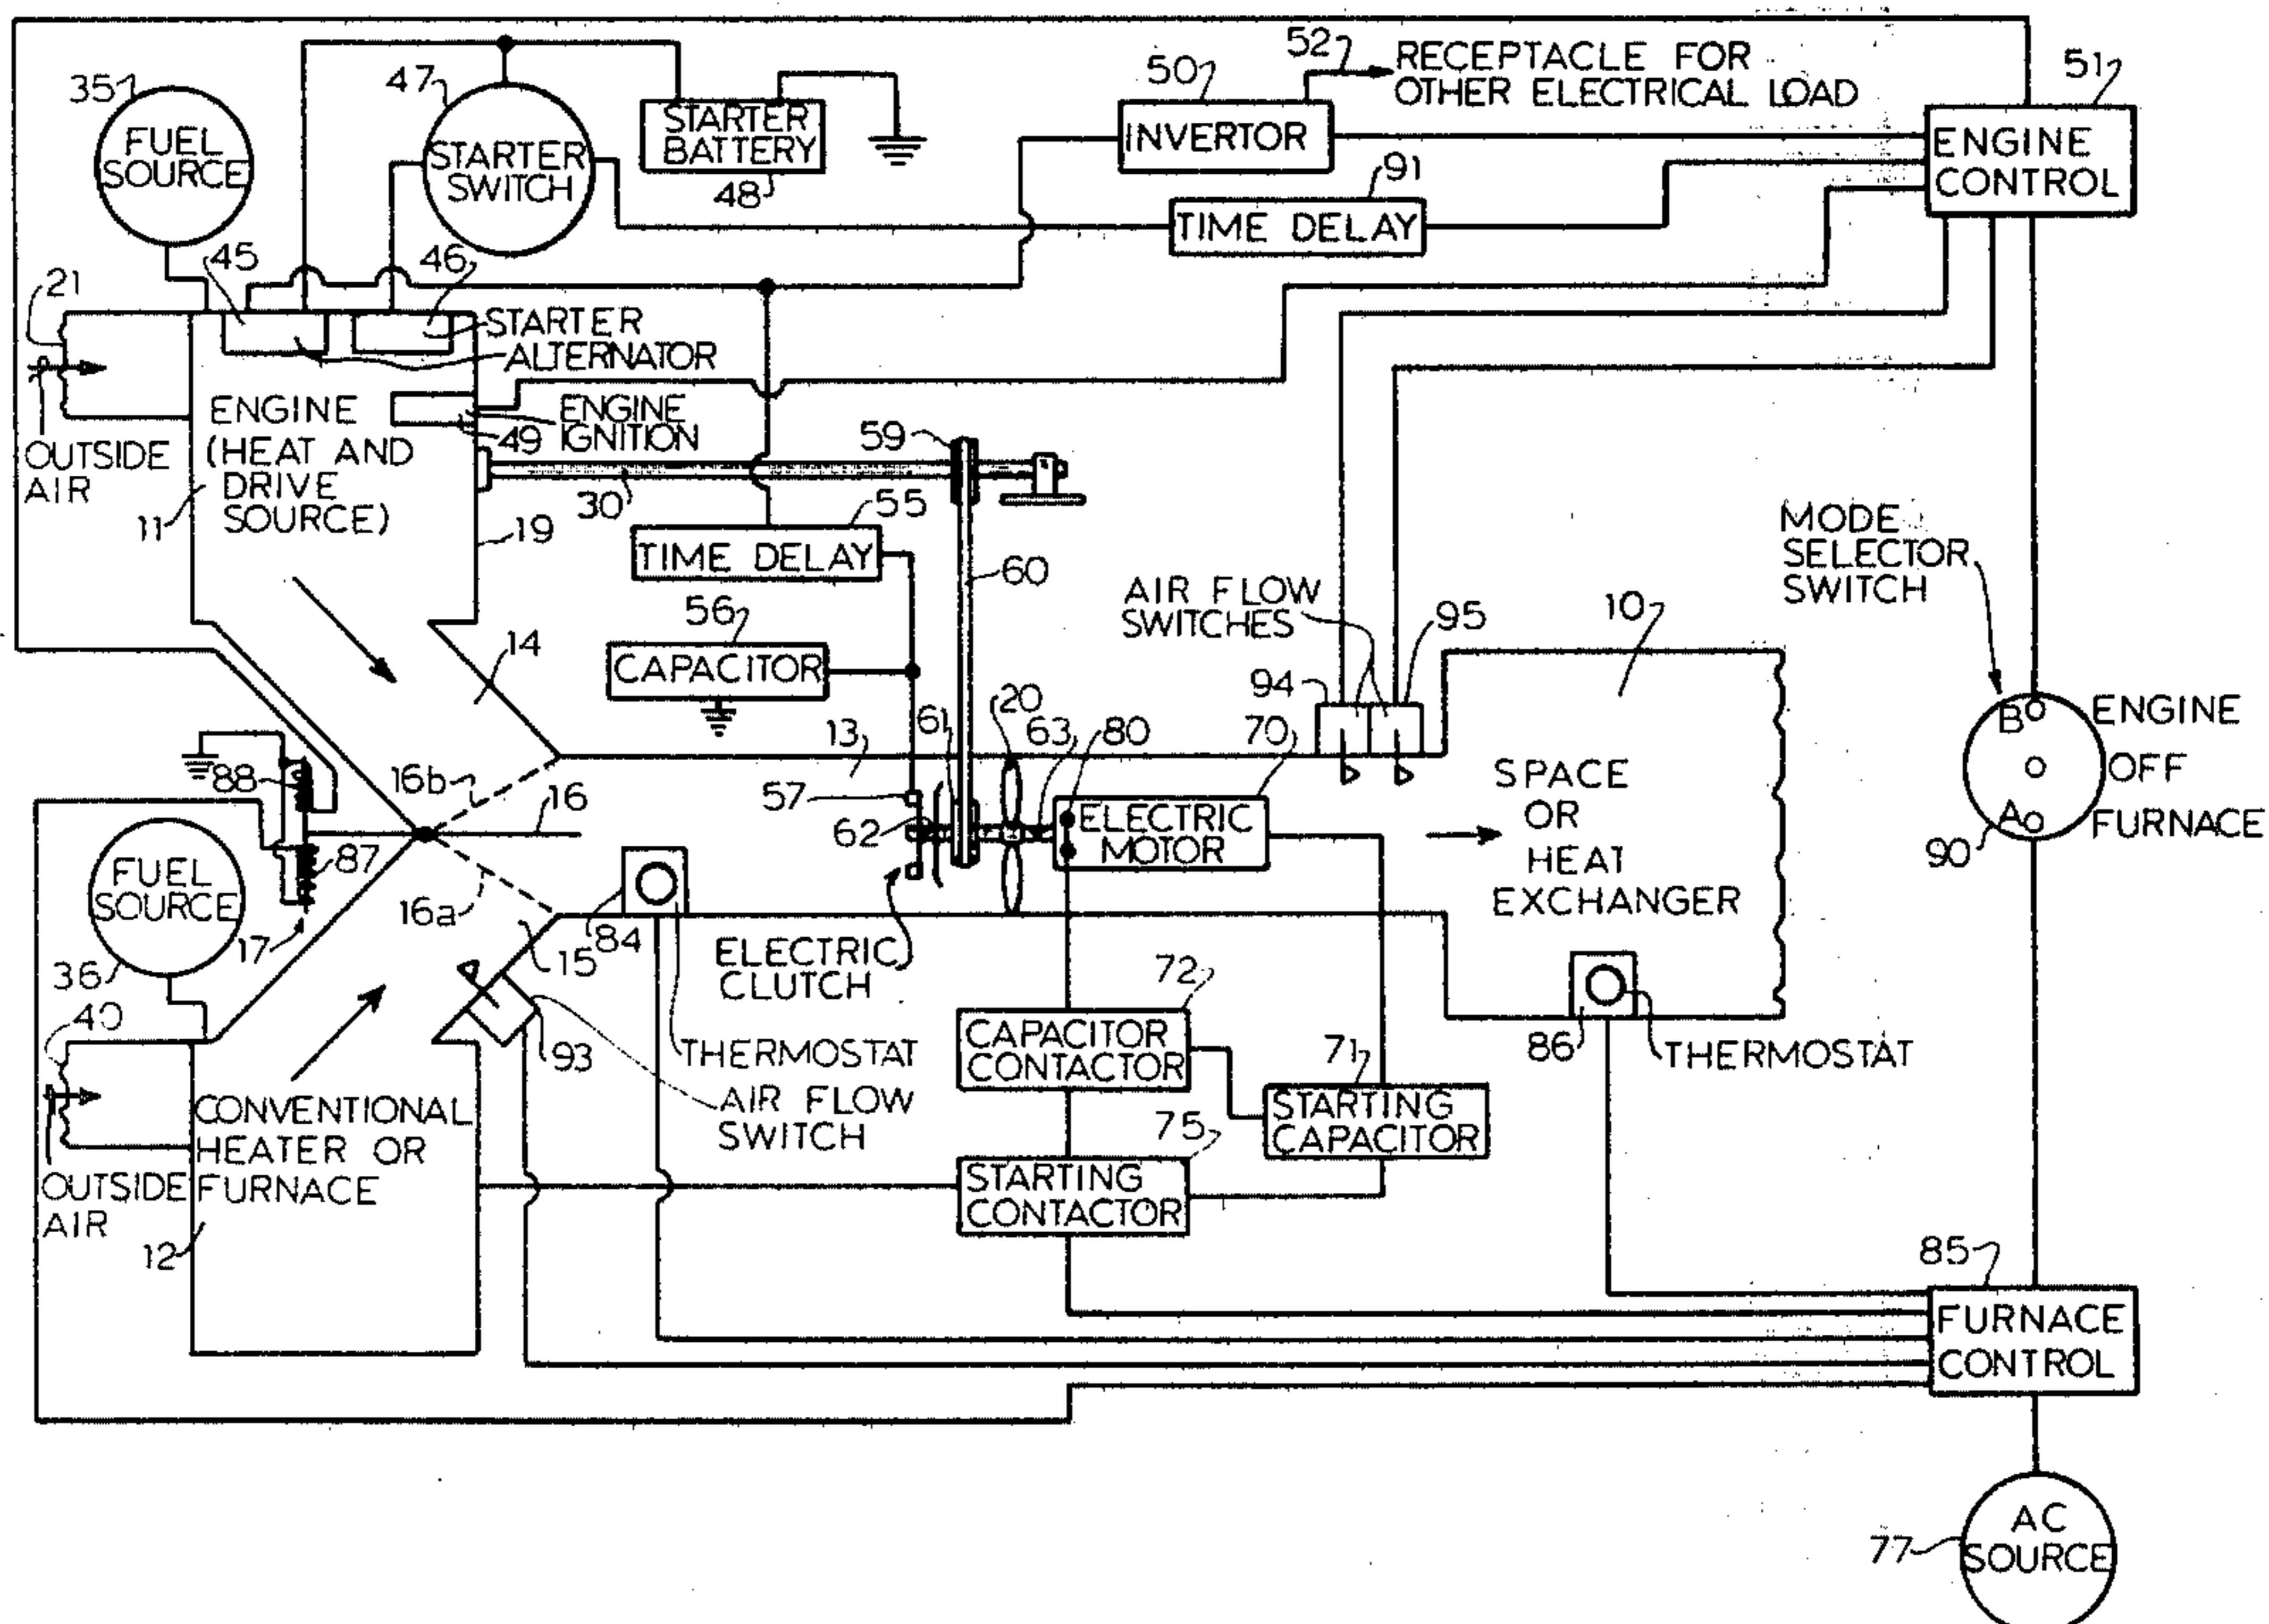 35
FUEL
SOURCE
47
STARTER
SWITCH
STARTER
BATTERY
48
50
INVERTOR
52
RECEPTACLE FOR
OTHER ELECTRICAL LOAD
51
ENGINE
CONTROL
91
TIME DELAY
21
45
46
STARTER
ALTERNATOR
OUTSIDE
AIR
ENGINE
(HEAT AND
DRIVE
SOURCE)
11
49
ENGINE
IGNITION
30
19
59
55
TIME DELAY
60
56
CAPACITOR
14
AIR FLOW
SWITCHES
94
95
10
MODE
SELECTOR
SWITCH
B
ENGINE
OFF
A
FURNACE
90
88
16b
16
13
57
62
61
20
63
80
70
ELECTRIC
MOTOR
SPACE
OR
HEAT
EXCHANGER
FUEL
SOURCE
36
87
17
16a
15
84
ELECTRIC
CLUTCH
THERMOSTAT
93
AIR FLOW
SWITCH
72
CAPACITOR
CONTACTOR
71
STARTING
CAPACITOR
75
STARTING
CONTACTOR
86
THERMOSTAT
40
OUTSIDE
AIR
CONVENTIONAL
HEATER OR
FURNACE
12
85
FURNACE
CONTROL
77
AC
SOURCE